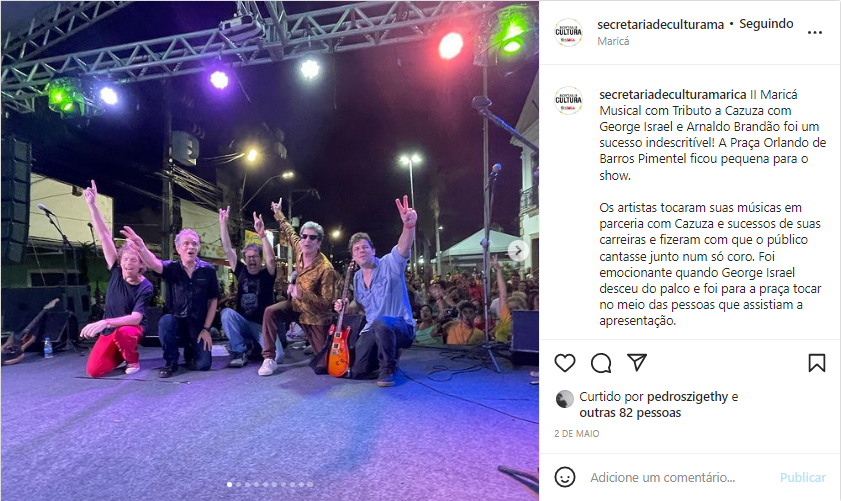 secretariadeculturama • Seguindo
Maricá
secretariadeculturamarica II Maricá
Musical com Tributo a Cazuza com
George Israel e Arnaldo Brandão foi um
sucesso indescritível! A Praça Orlando de
Barros Pimentel ficou pequena para o
show.
Os artistas tocaram suas músicas em
parceria com Cazuza e sucessos de suas
carreiras e fizeram com que o público
cantasse junto num só coro. Foi
emocionante quando George Israel
desceu do palco e foi para a praça tocar
no meio das pessoas que assistiam a
apresentação.
Curtido por pedroszigethy e
outras 82 pessoas
2 DE MAIO
Adicione um comentário...
Publicar
CULTURA
CULTURA